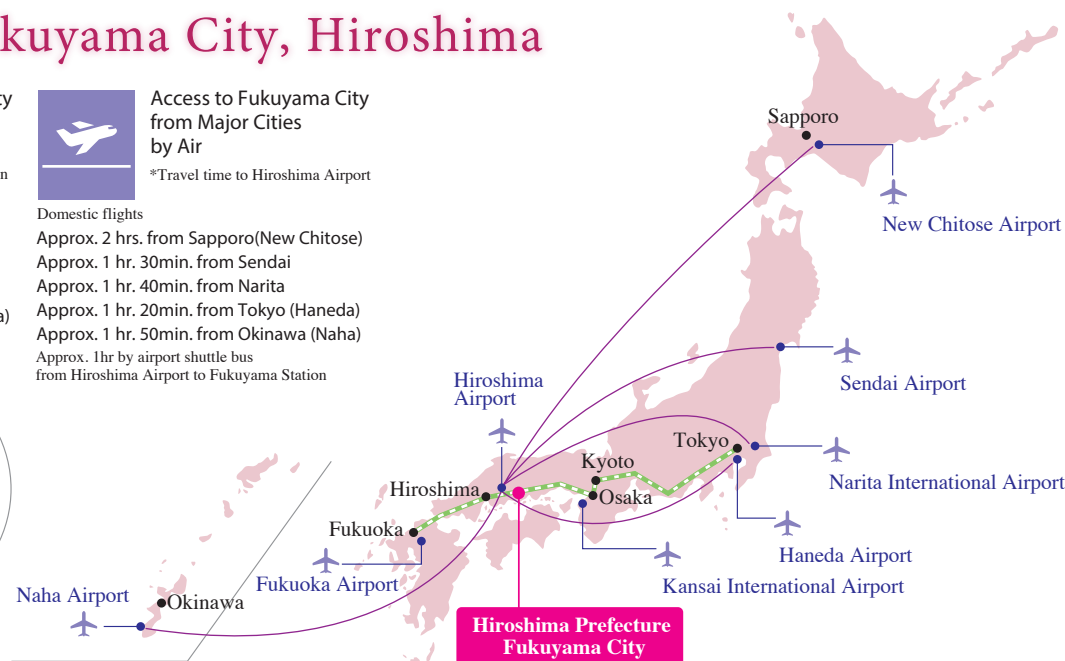 kuyama City, Hiroshima
ty
n
a)
Access to Fukuyama City
from Major Cities
by Air
*Travel time to Hiroshima Airport
Domestic flights
Approx. 2 hrs. from Sapporo(New Chitose)
Approx. 1 hr. 30min. from Sendai
Approx. 1 hr. 40min. from Narita
Approx. 1 hr. 20min. from Tokyo (Haneda)
Approx. 1 hr. 50min. from Okinawa (Naha)
Approx. 1hr by airport shuttle bus
from Hiroshima Airport to Fukuyama Station
Sapporo
New Chitose Airport
Sendai Airport
Hiroshima
Airport
Tokyo
Kyoto
Narita International Airport
Hiroshima
Osaka
Fukuoka
Haneda Airport
Fukuoka Airport
Kansai International Airport
Naha Airport
Okinawa
Hiroshima Prefecture
Fukuyama City